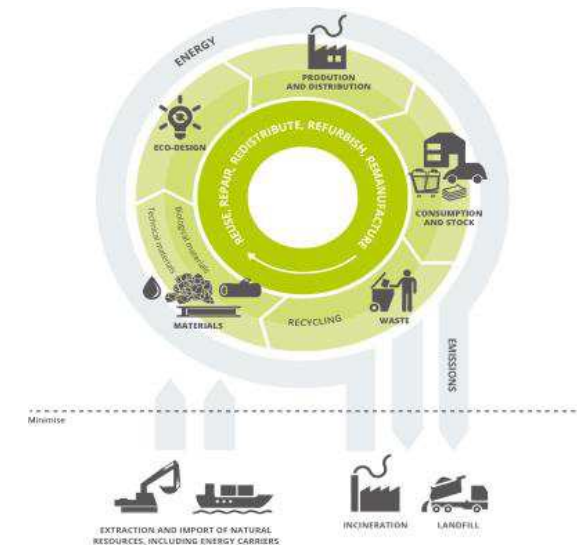 ENERGY
PRODUTION
AND DISTRIBUTION
ECO-DESIGN
REUSE, REPAIR, REDISTRIBUTE, REFURBISH, REMANUFACTURE
CONSUMPTION
AND STOCK
Technical materials
Biological materials
MATERIALS
RECYCLING
WASTE
EMISSIONS
Minimise
EXTRACTION AND IMPORT OF NATURAL
RESOURCES, INCLUDING ENERGY CARRIERS
INCINERATION
LANDFILL